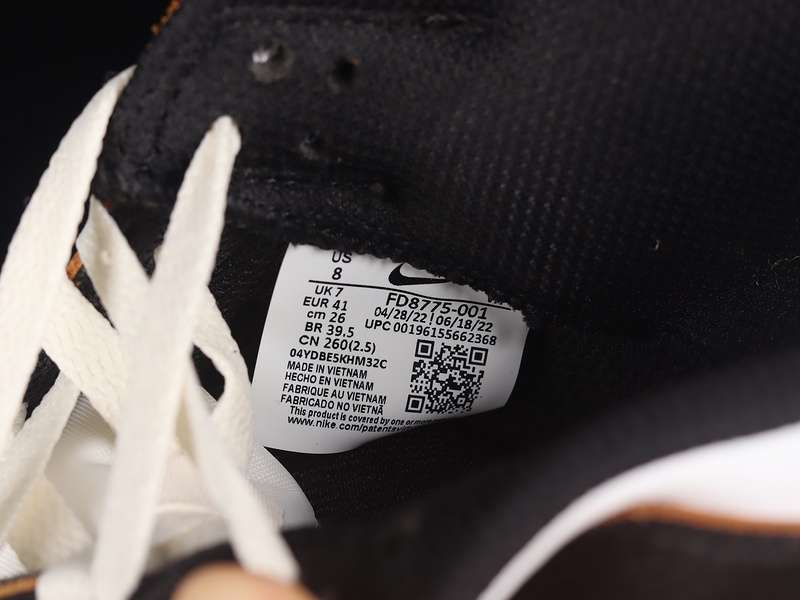 US
8
UK 7
EUR 41
cm 26
BR 39.5
CN 260(2.5)
FD8775-001
04/28/22 | 06/18/22
UPC 00196155662368
04YDBE5KHM32C
MADE IN VIETNAM
HECHO EN VIETNAM
FABRIQUE AU VIETNAM
FABRICADO NO VIETNÃ
This product is covered by one or more
www.nike.com/patents